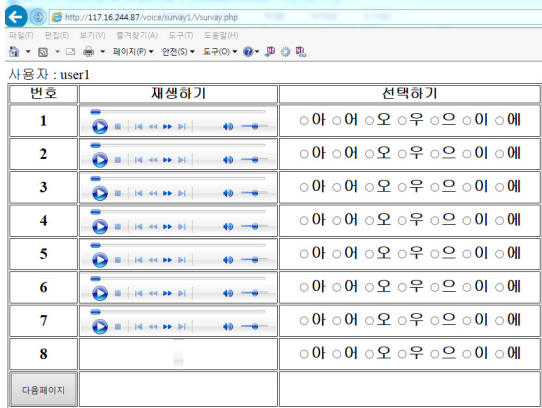 http://117.16.244.87/voice/survay1/Vsurvay.php
파일(F) 편집(E) 보기(V) 즐겨찾기(A) 도구(T) 도움말(H)
페이지(P) 안전(S) 도구(O)
사용자 : user1
번호 재생하기 선택하기
1 아 어 오 우 으 이 에
2 아 어 오 우 으 이 에
3 아 어 오 우 으 이 에
4 아 어 오 우 으 이 에
5 아 어 오 우 으 이 에
6 아 어 오 우 으 이 에
7 아 어 오 우 으 이 에
8 아 어 오 우 으 이 에
다음페이지